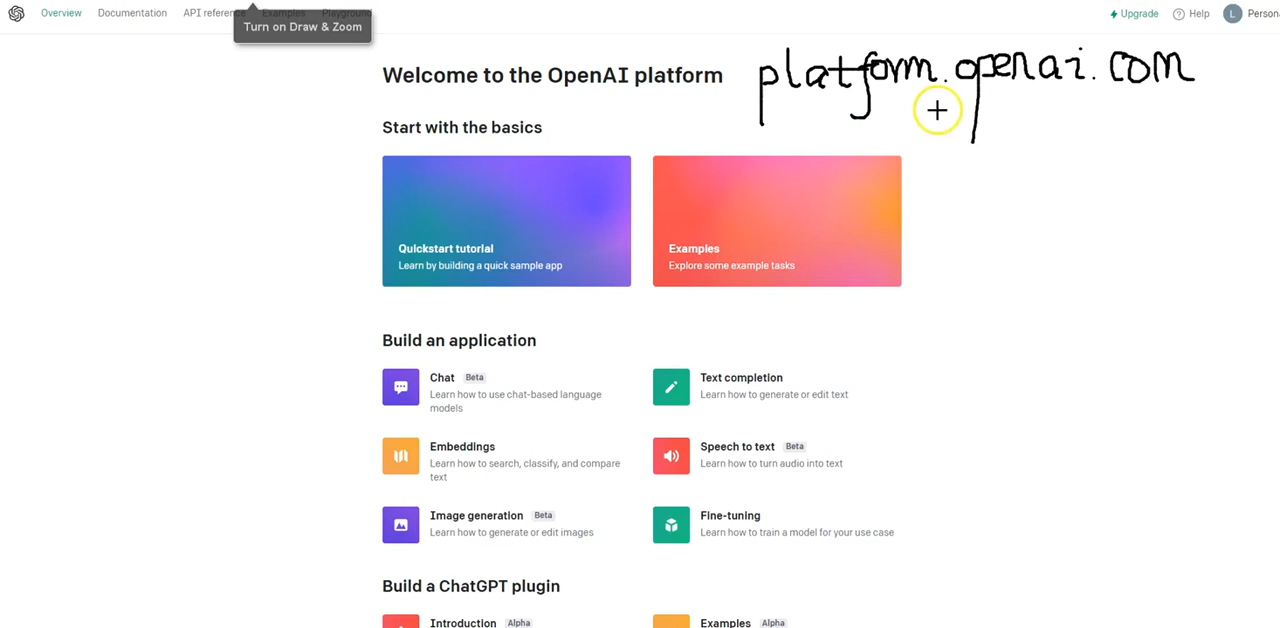 Overview Documentation API reference Examples Playground Upgrade Help Person
Turn on Draw & Zoom
L
Welcome to the OpenAI platform
platform.openai.com
Start with the basics
Quickstart tutorial
Learn by building a quick sample app
Examples
Explore some example tasks
Build an application
Chat Beta
Learn how to use chat-based language
models
Text completion
Learn how to generate or edit text
Embeddings
Learn how to search, classify, and compare
text
Speech to text Beta
Learn how to turn audio into text
Image generation Beta
Learn how to generate or edit images
Fine-tuning
Learn how to train a model for your use case
Build a ChatGPT plugin
Introduction Alpha
Examples Alpha